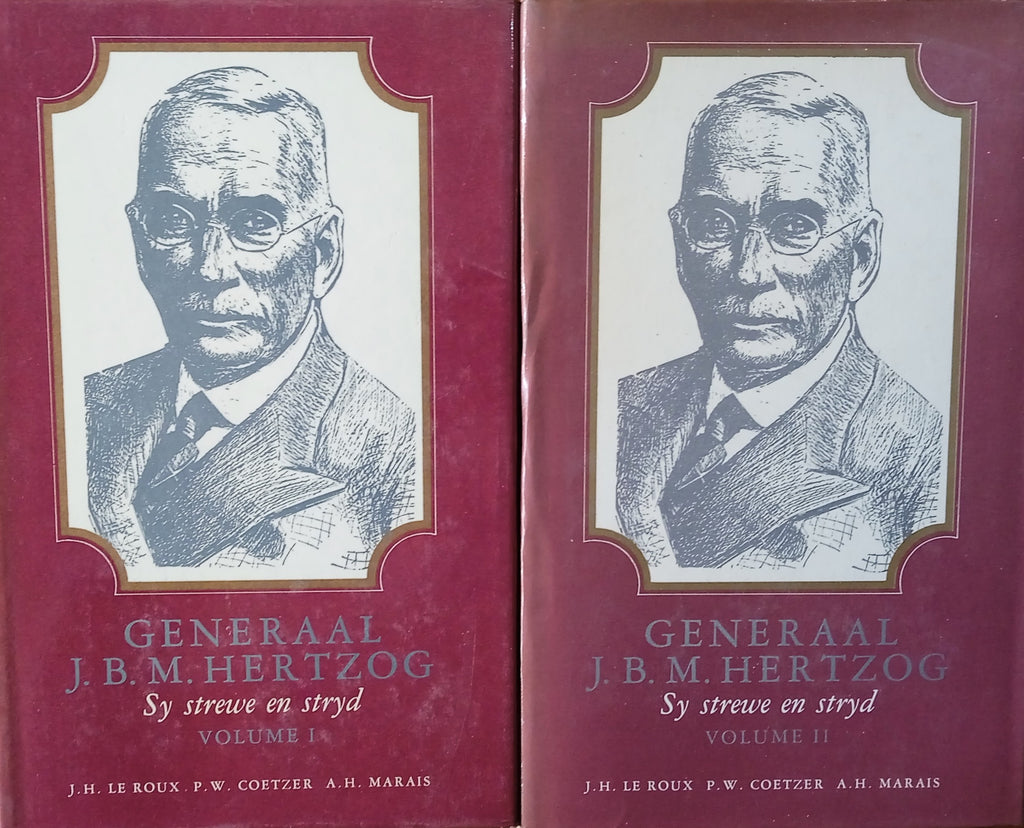 GENERAAL
J. B. M. HERTZOG
Sy strewe en stryd
VOLUME I
J.H. LE ROUX P.W. COETZER A.H. MARAIS
GENERAAL
J. B. M. HERTZOG
Sy strewe en stryd
VOLUME II
J.H. LE ROUX P.W. COETZER A.H. MARAIS